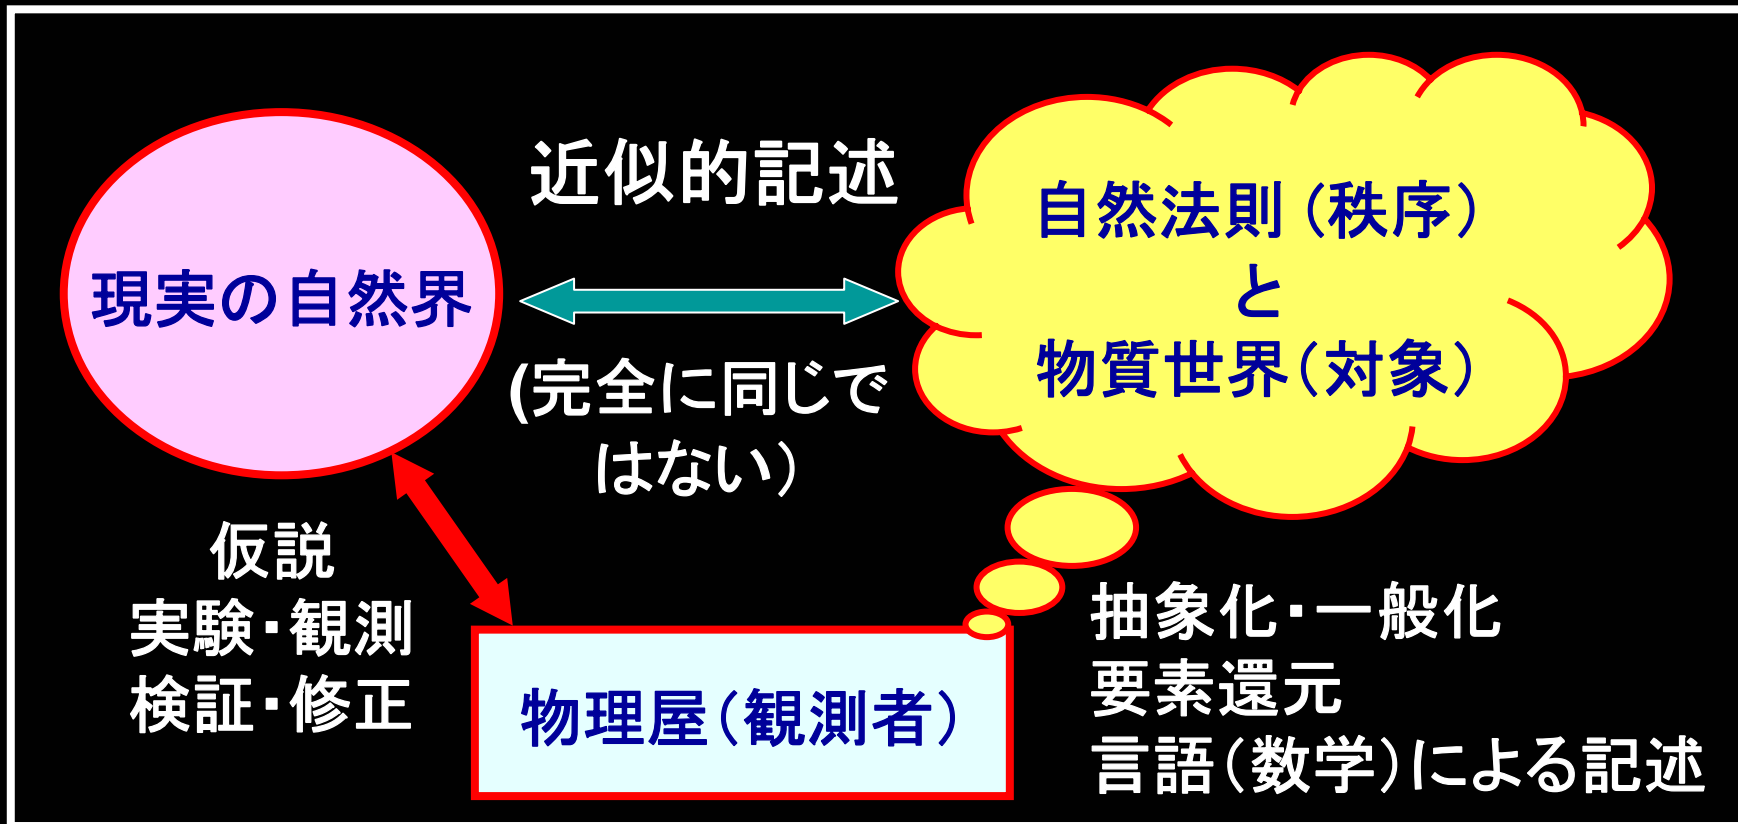 現実の自然界
近似的記述
(完全に同じで
はない）
自然法則（秩序）
と
物質世界（対象）
仮説
実験・観測
検証・修正
物理屋（観測者）
抽象化・一般化
要素還元
言語（数学）による記述